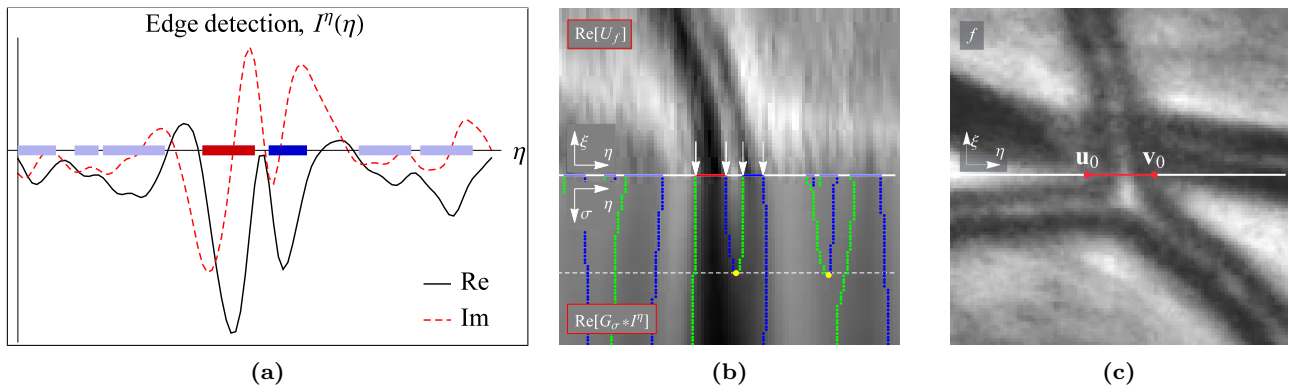 Edge detection, I^η(η)
η
Re
Im
(a)
Re[U_f]
ξ
η
η
σ
Re[G_σ * I^η]
(b)
f
ξ
η
u_0
v_0
(c)